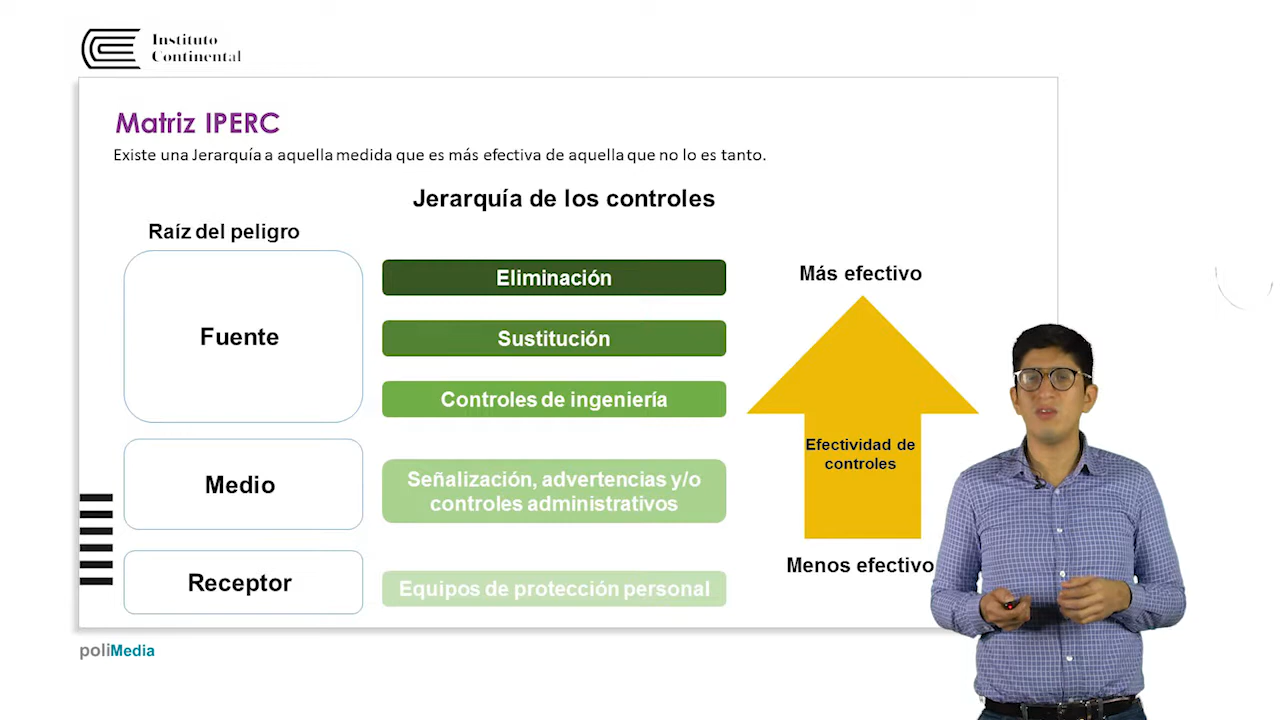 Instituto
Continental
Matriz IPERC
Existe una Jerarquía a aquella medida que es más efectiva de aquella que no lo es tanto.
Jerarquía de los controles
Raíz del peligro
Fuente
Eliminación
Sustitución
Controles de ingeniería
Medio
Señalización, advertencias y/o
controles administrativos
Receptor
Equipos de protección personal
Más efectivo
Efectividad de
controles
Menos efectivo
poliMedia